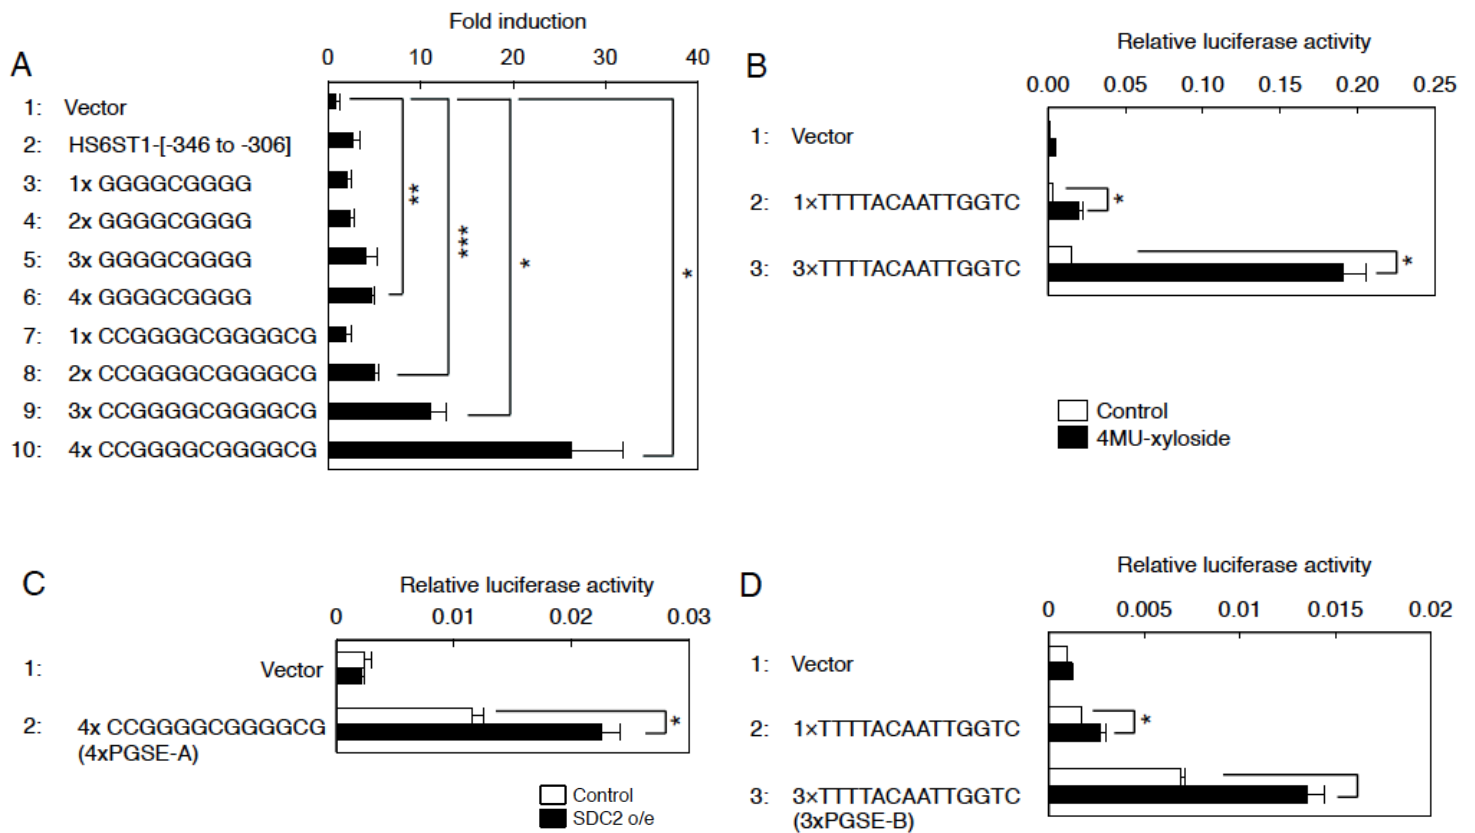 A
Fold induction
0 10 20 30 40
1: Vector
2: HS6ST1-[-346 to -306]
3: 1x GGGGCGGGG
4: 2x GGGGCGGGG
5: 3x GGGGCGGGG
6: 4x GGGGCGGGG
7: 1x CCGGGGCGGGGCG
8: 2x CCGGGGCGGGGCG
9: 3x CCGGGGCGGGGCG
10: 4x CCGGGGCGGGGCG
**
***
*
*
B
Relative luciferase activity
0.00 0.05 0.10 0.15 0.20 0.25
1: Vector
2: 1×TTTTACAATTGGTC
*
3: 3×TTTTACAATTGGTC
*
Control
4MU-xyloside
C
Relative luciferase activity
0 0.01 0.02 0.03
1: Vector
2: 4x CCGGGGCGGGGCG
(4xPGSE-A)
*
Control
SDC2 o/e
D
Relative luciferase activity
0 0.005 0.01 0.015 0.02
1: Vector
2: 1×TTTTACAATTGGTC
*
3: 3×TTTTACAATTGGTC
(3xPGSE-B)